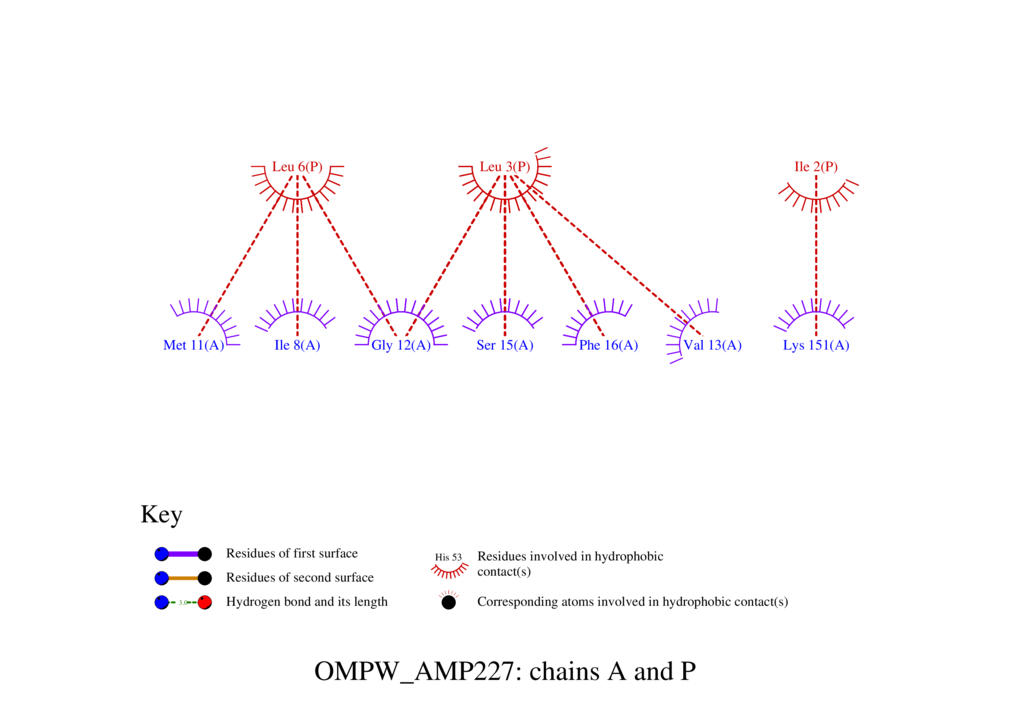 Leu 6(P) Leu 3(P) Ile 2(P)
Met 11(A) Ile 8(A) Gly 12(A) Ser 15(A) Phe 16(A) Val 13(A) Lys 151(A)
Key
Residues of first surface
Residues of second surface
3.0 Hydrogen bond and its length
His 53 Residues involved in hydrophobic
contact(s)
Corresponding atoms involved in hydrophobic contact(s)
OMPW_AMP227: chains A and P